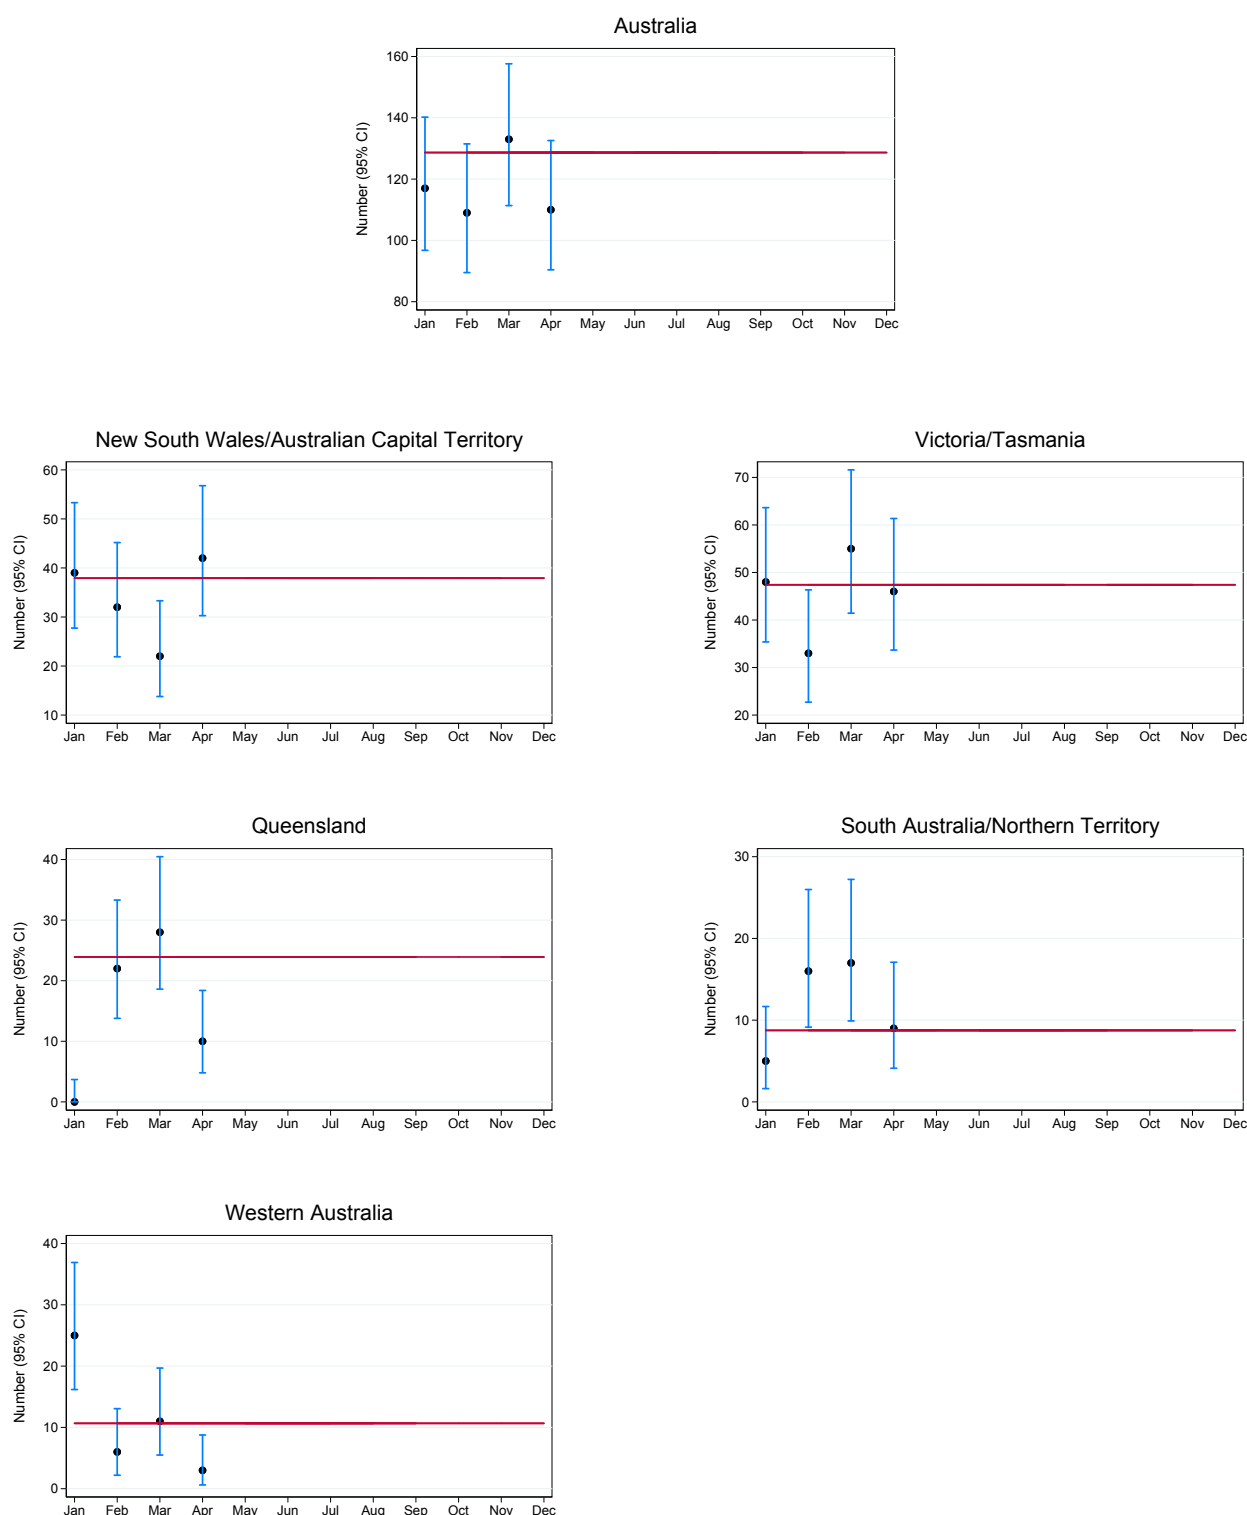 Australia
Number (95% CI)
160
140
120
100
80
Jan Feb Mar Apr May Jun Jul Aug Sep Oct Nov Dec
New South Wales/Australian Capital Territory
Number (95% CI)
60
50
40
30
20
10
Jan Feb Mar Apr May Jun Jul Aug Sep Oct Nov Dec
Victoria/Tasmania
Number (95% CI)
70
60
50
40
30
20
Jan Feb Mar Apr May Jun Jul Aug Sep Oct Nov Dec
Queensland
Number (95% CI)
40
30
20
10
0
Jan Feb Mar Apr May Jun Jul Aug Sep Oct Nov Dec
South Australia/Northern Territory
Number (95% CI)
30
20
10
0
Jan Feb Mar Apr May Jun Jul Aug Sep Oct Nov Dec
Western Australia
Number (95% CI)
40
30
20
10
0
Jan Feb Mar Apr May Jun Jul Aug Sep Oct Nov Dec